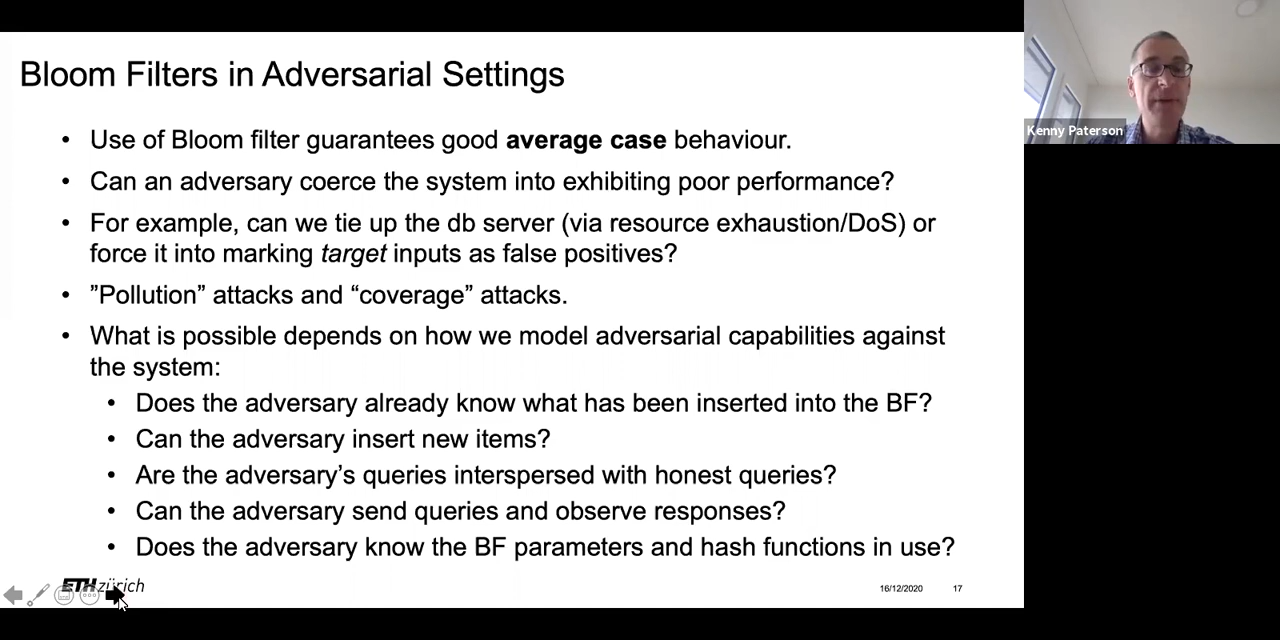 Bloom Filters in Adversarial Settings
• Use of Bloom filter guarantees good average case behaviour.
• Can an adversary coerce the system into exhibiting poor performance?
• For example, can we tie up the db server (via resource exhaustion/DoS) or
force it into marking target inputs as false positives?
• ”Pollution” attacks and “coverage” attacks.
• What is possible depends on how we model adversarial capabilities against
the system:
• Does the adversary already know what has been inserted into the BF?
• Can the adversary insert new items?
• Are the adversary’s queries interspersed with honest queries?
• Can the adversary send queries and observe responses?
• Does the adversary know the BF parameters and hash functions in use?
ETH zürich
16/12/2020
17
Kenny Paterson